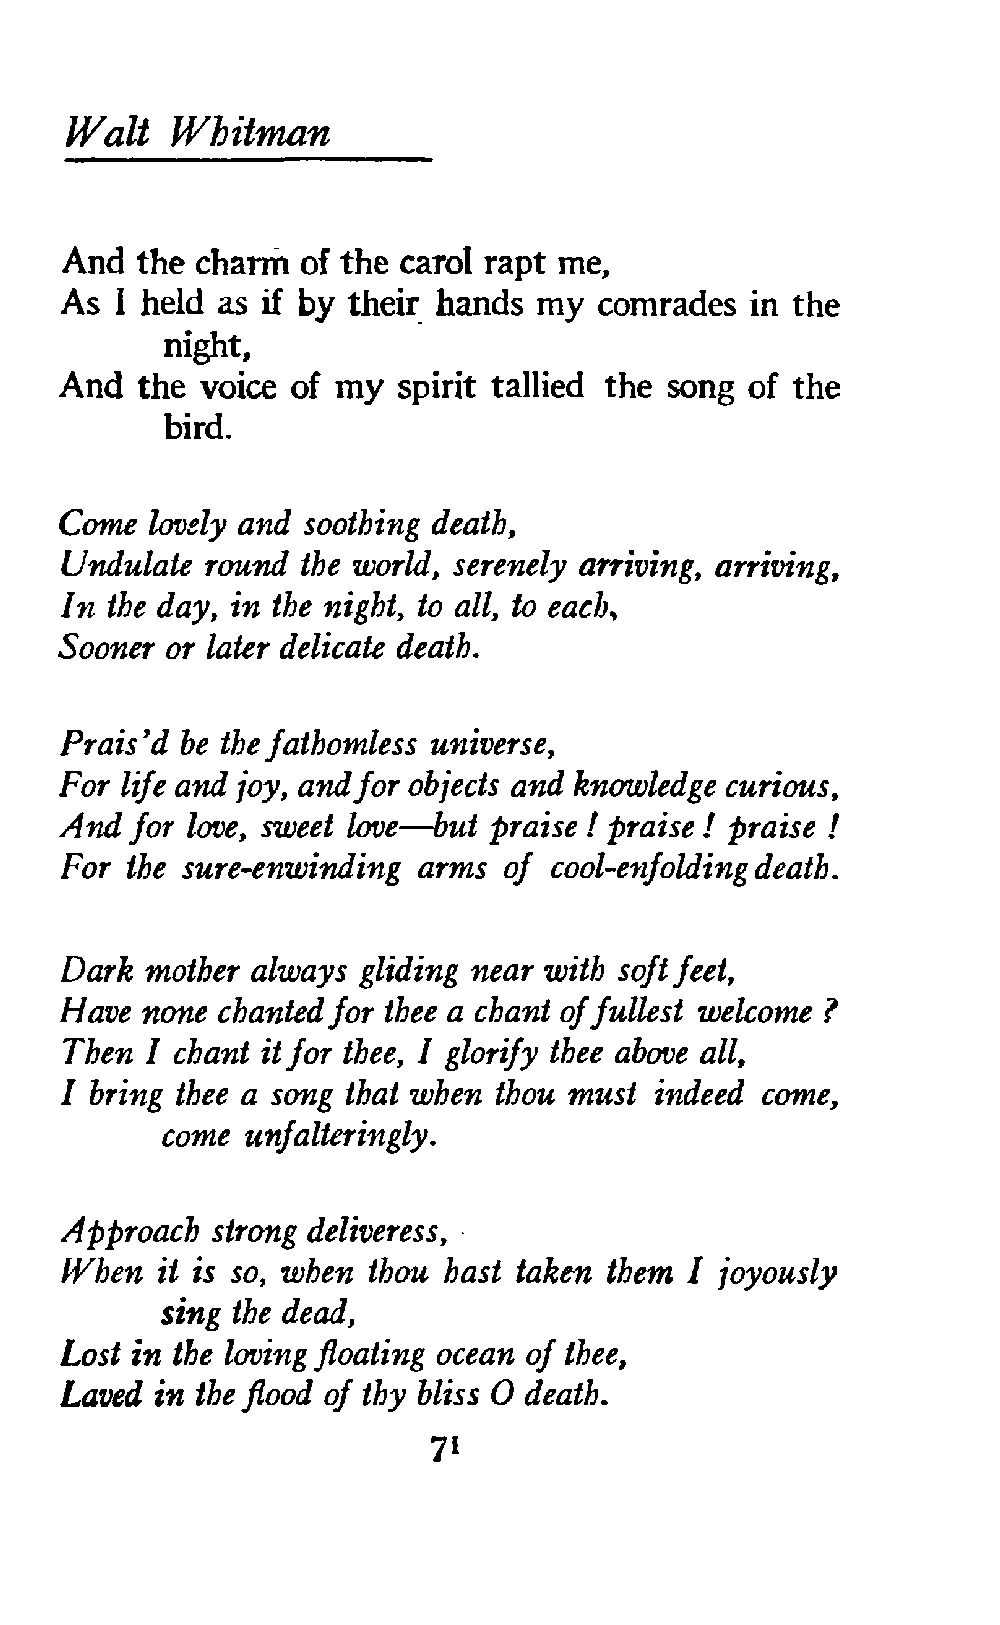 Walt Whitman
And the charm of the carol rapt me,
As I held as if by their hands my comrades in the
night,
And the voice of my spirit tallied the song of the
bird.
Come lovely and soothing death,
Undulate round the world, serenely arriving, arriving,
In the day, in the night, to all, to each,
Sooner or later delicate death.
Prais'd be the fathomless universe,
For life and joy, and for objects and knowledge curious,
And for love, sweet love—but praise ! praise ! praise !
For the sure-enwinding arms of cool-enfolding death.
Dark mother always gliding near with soft feet,
Have none chanted for thee a chant of fullest welcome ?
Then I chant it for thee, I glorify thee above all,
I bring thee a song that when thou must indeed come,
come unfalteringly.
Approach strong deliveress,
When it is so, when thou hast taken them I joyously
sing the dead,
Lost in the loving floating ocean of thee,
Laved in the flood of thy bliss O death.
71